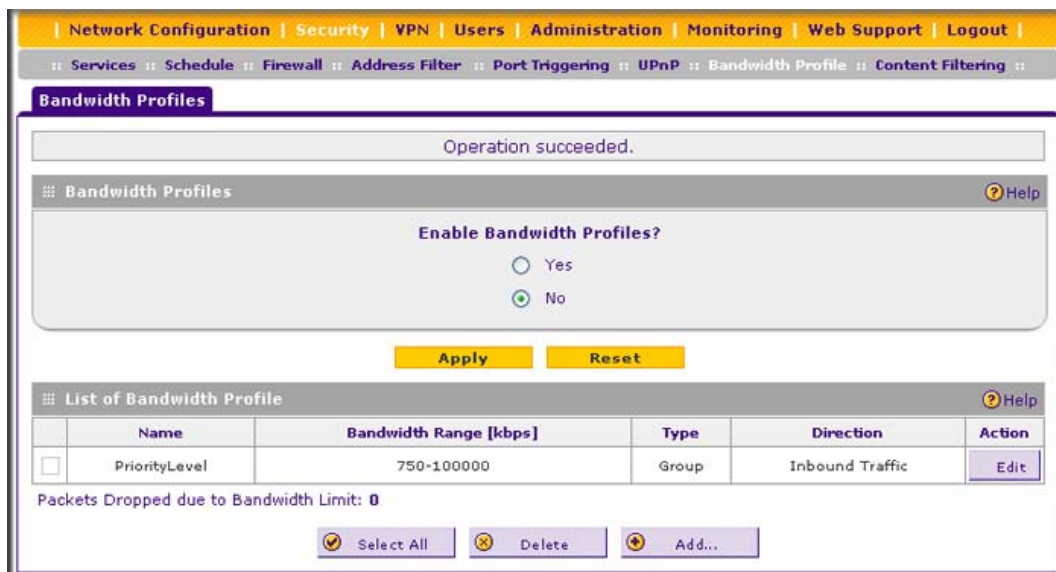 | Network Configuration | Security | VPN | Users | Administration | Monitoring | Web Support | Logout |
:: Services :: Schedule :: Firewall :: Address Filter :: Port Triggering :: UPnP :: Bandwidth Profile :: Content Filtering ::
Bandwidth Profiles
Operation succeeded.
Bandwidth Profiles ? Help
Enable Bandwidth Profiles?
Yes
No
Apply Reset
List of Bandwidth Profile ? Help
Name Bandwidth Range [kbps] Type Direction Action
PriorityLevel 750-100000 Group Inbound Traffic Edit
Packets Dropped due to Bandwidth Limit: 0
Select All Delete Add...